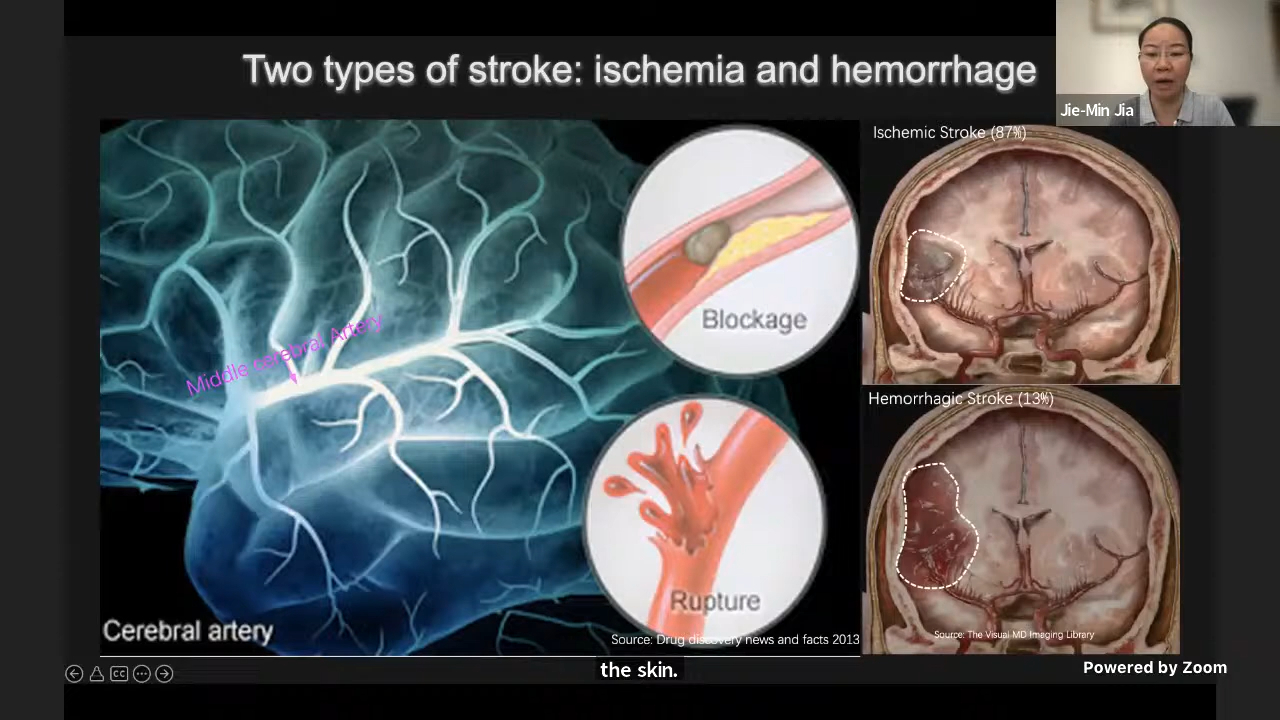 Two types of stroke: ischemia and hemorrhage
Jie-Min Jia
Ischemic Stroke (87%)
Middle cerebral Artery
Blockage
Hemorrhagic Stroke (13%)
Rupture
Cerebral artery
Source: Drug discovery news and facts 2013
Source: The Visual MD Imaging Library
CC
the skin.
Powered by Zoom